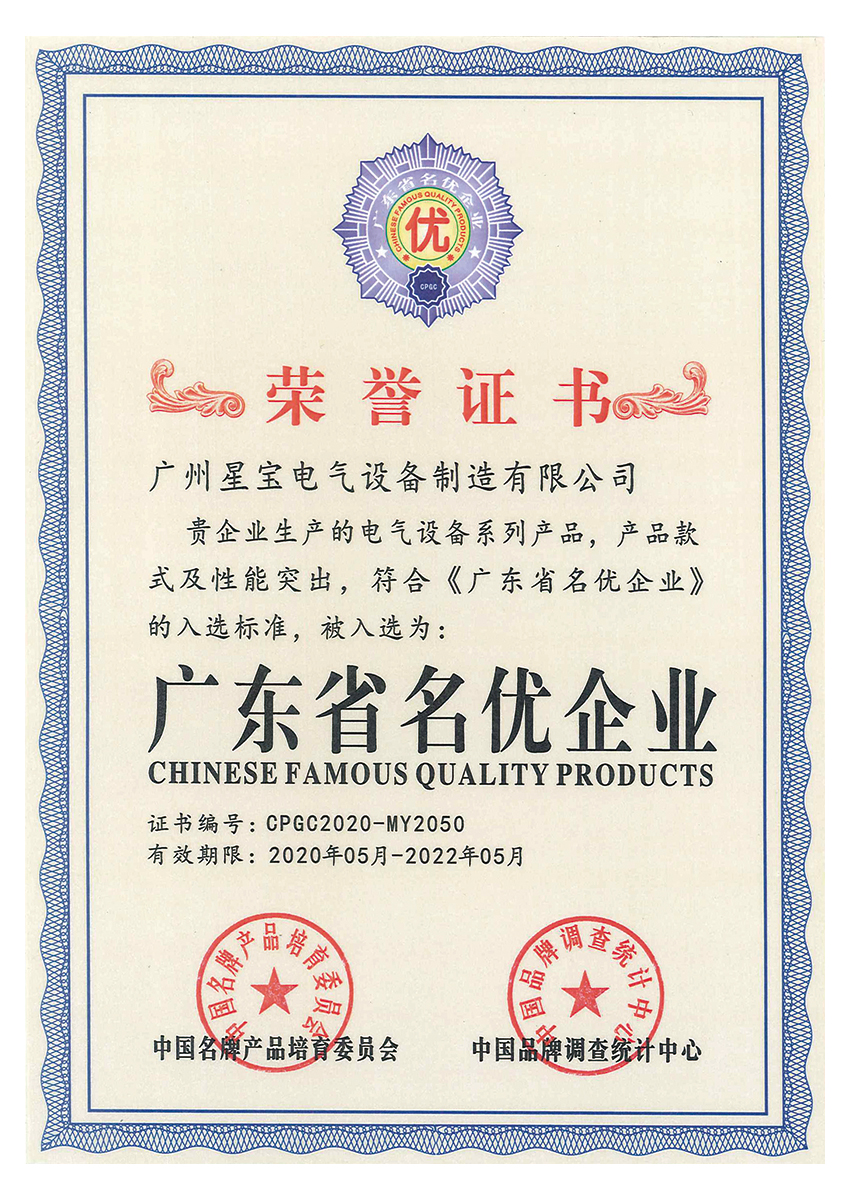 广东省名优企业
CHINESE FAMOUS QUALITY PRODUCTS
优
CPGC
荣誉证书
广州星宝电气设备制造有限公司
贵企业生产的电气设备系列产品，产品款
式及性能突出，符合《广东省名优企业》
的入选标准，被入选为：
广东省名优企业
CHINESE FAMOUS QUALITY PRODUCTS
证书编号：CPGC2020-MY2050
有效期限：2020年05月-2022年05月
中国名牌产品培育委员会
中国品牌调查统计中心
中国名牌产品培育委员会
中国品牌调查统计中心